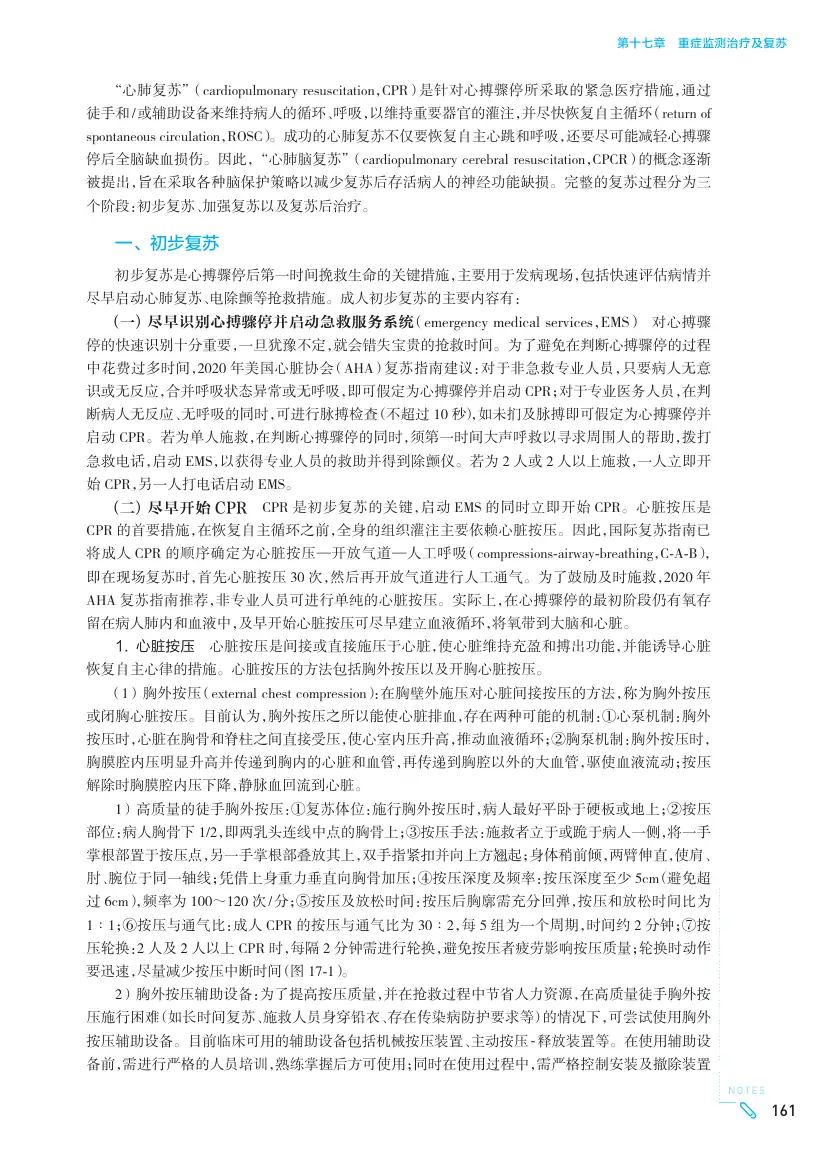 第十七章 重症监测治疗及复苏
“心肺复苏”（cardiopulmonary resuscitation,CPR）是针对心搏骤停所采取的紧急医疗措施，通过
徒手和/或辅助设备来维持病人的循环、呼吸，以维持重要器官的灌注，并尽快恢复自主循环（return of
spontaneous circulation,ROSC）。成功的心肺复苏不仅要恢复自主心跳和呼吸，还要尽可能减轻心搏骤
停后全脑缺血损伤。因此，“心肺脑复苏”（cardiopulmonary cerebral resuscitation,CPCR）的概念逐渐
被提出，旨在采取各种脑保护策略以减少复苏后存活病人的神经功能缺损。完整的复苏过程分为三
个阶段：初步复苏、加强复苏以及复苏后治疗。
一、初步复苏
初步复苏是心搏骤停后第一时间挽救生命的关键措施，主要用于发病现场，包括快速评估病情并
尽早启动心肺复苏、电除颤等抢救措施。成人初步复苏的主要内容有：
（一）尽早识别心搏骤停并启动急救服务系统（emergency medical services,EMS） 对心搏骤
停的快速识别十分重要，一旦犹豫不定，就会错失宝贵的抢救时间。为了避免在判断心搏骤停的过程
中花费过多时间，2020 年美国心脏协会（AHA）复苏指南建议：对于非急救专业人员，只要病人无意
识或无反应，合并呼吸状态异常或无呼吸，即可假定为心搏骤停并启动 CPR；对于专业医务人员，在判
断病人无反应、无呼吸的同时，可进行脉搏检查（不超过 10 秒），如未扪及脉搏即可假定为心搏骤停并
启动 CPR。若为单人施救，在判断心搏骤停的同时，须第一时间大声呼救以寻求周围人的帮助，拨打
急救电话，启动 EMS，以获得专业人员的救助并得到除颤仪。若为 2 人或 2 人以上施救，一人立即开
始 CPR，另一人打电话启动 EMS。
（二）尽早开始 CPR CPR 是初步复苏的关键，启动 EMS 的同时立即开始 CPR。心脏按压是
CPR 的首要措施，在恢复自主循环之前，全身的组织灌注主要依赖心脏按压。因此，国际复苏指南已
将成人 CPR 的顺序确定为心脏按压—开放气道—人工呼吸（compressions-airway-breathing,C-A-B），
即在现场复苏时，首先心脏按压 30 次，然后再开放气道进行人工通气。为了鼓励及时施救，2020 年
AHA 复苏指南推荐，非专业人员可进行单纯的心脏按压。实际上，在心搏骤停的最初阶段仍有氧存
留在病人肺内和血液中，及早开始心脏按压可尽早建立血液循环，将氧带到大脑和心脏。
1. 心脏按压 心脏按压是间接或直接施压于心脏，使心脏维持充盈和搏出功能，并能诱导心脏
恢复自主心律的措施。心脏按压的方法包括胸外按压以及开胸心脏按压。
（1）胸外按压（external chest compression）：在胸壁外施压对心脏间接按压的方法，称为胸外按压
或闭胸心脏按压。目前认为，胸外按压之所以能使心脏排血，存在两种可能的机制：①心泵机制：胸外
按压时，心脏在胸骨和脊柱之间直接受压，使心室内压升高，推动血液循环；②胸泵机制：胸外按压时，
胸膜腔内压明显升高并传递到胸内的心脏和血管，再传递到胸腔以外的大血管，驱使血液流动；按压
解除时胸膜腔内压下降，静脉血回流到心脏。
1）高质量的徒手胸外按压：①复苏体位：施行胸外按压时，病人最好平卧于硬板或地上；②按压
部位：病人胸骨下 1/2，即两乳头连线中点的胸骨上；③按压手法：施救者立于或跪于病人一侧，将一手
掌根部置于按压点，另一手掌根部叠放其上，双手指紧扣并向上方翘起；身体稍前倾，两臂伸直，使肩、
肘、腕位于同一轴线；凭借上身重力垂直向胸骨加压；④按压深度及频率：按压深度至少 5cm（避免超
过 6cm），频率为 100～120 次/分；⑤按压及放松时间：按压后胸廓需充分回弹，按压和放松时间比为
1∶1；⑥按压与通气比：成人 CPR 的按压与通气比为 30∶2，每 5 组为一个周期，时间约 2 分钟；⑦按
压轮换：2 人及 2 人以上 CPR 时，每隔 2 分钟需进行轮换，避免按压者疲劳影响按压质量；轮换时动作
要迅速，尽量减少按压中断时间（图 17-1）。
2）胸外按压辅助设备：为了提高按压质量，并在抢救过程中节省人力资源，在高质量徒手胸外按
压施行困难（如长时间复苏、施救人员身穿铅衣、存在传染病防护要求等）的情况下，可尝试使用胸外
按压辅助设备。目前临床可用的辅助设备包括机械按压装置、主动按压-释放装置等。在使用辅助设
备前，需进行严格的人员培训，熟练掌握后方可使用；同时在使用过程中，需严格控制安装及撤除装置
NOTES
161